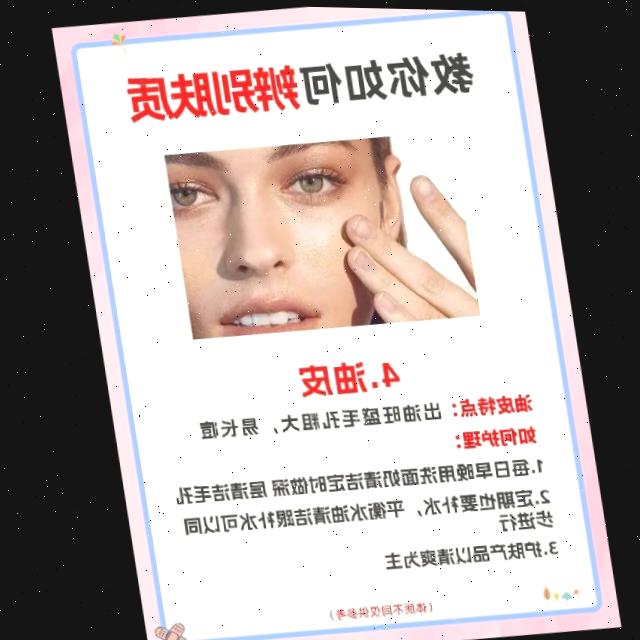 教你如何辨别肤质
4.油皮
油皮特点：出油旺盛毛孔粗大，易长痘
如何护理：
1.每日早晚用洗面奶清洁定时做深层清洁毛孔
2.定期也要补水，平衡水油清洁跟补水可以同
步进行
3.护肤产品以清爽为主
（体质不同仅供参考）